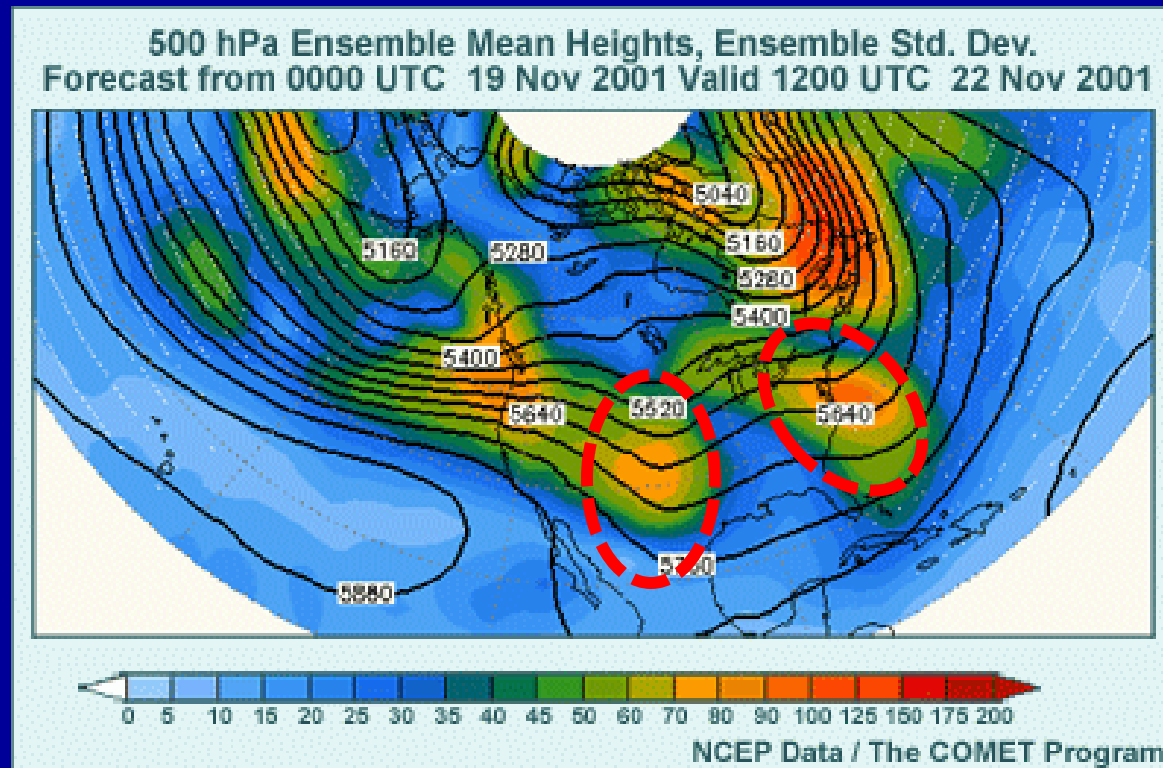 500 hPa Ensemble Mean Heights, Ensemble Std. Dev.
Forecast from 0000 UTC 19 Nov 2001 Valid 1200 UTC 22 Nov 2001
5040
5160
5160
5280
5280
5400
5400
5640
5520
5640
5880
0 5 10 15 20 25 30 35 40 45 50 60 70 80 90 100 125 150 175 200
NCEP Data / The COMET Program